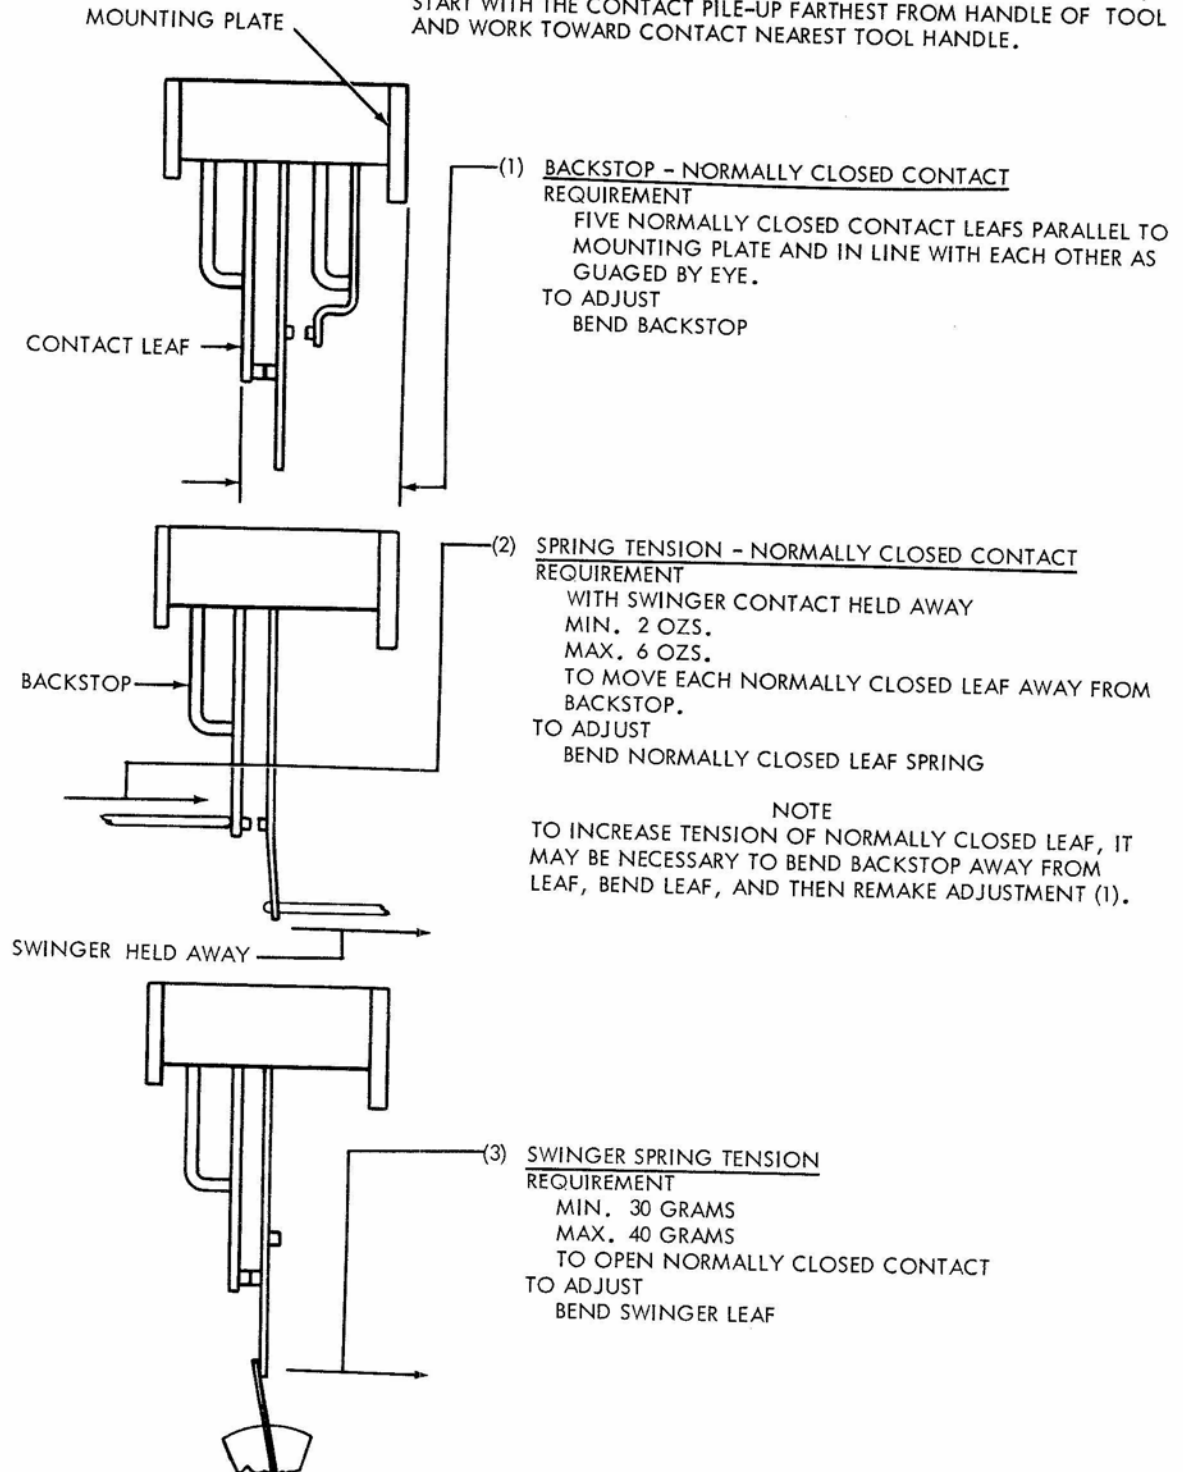 START WITH THE CONTACT PILE-UP FARTHEST FROM HANDLE OF TOOL
AND WORK TOWARD CONTACT NEAREST TOOL HANDLE.
MOUNTING PLATE
(1) BACKSTOP - NORMALLY CLOSED CONTACT
REQUIREMENT
FIVE NORMALLY CLOSED CONTACT LEAFS PARALLEL TO
MOUNTING PLATE AND IN LINE WITH EACH OTHER AS
GUAGED BY EYE.
TO ADJUST
BEND BACKSTOP
CONTACT LEAF
(2) SPRING TENSION - NORMALLY CLOSED CONTACT
REQUIREMENT
WITH SWINGER CONTACT HELD AWAY
MIN. 2 OZS.
MAX. 6 OZS.
TO MOVE EACH NORMALLY CLOSED LEAF AWAY FROM
BACKSTOP.
TO ADJUST
BEND NORMALLY CLOSED LEAF SPRING
BACKSTOP
NOTE
TO INCREASE TENSION OF NORMALLY CLOSED LEAF, IT
MAY BE NECESSARY TO BEND BACKSTOP AWAY FROM
LEAF, BEND LEAF, AND THEN REMAKE ADJUSTMENT (1).
SWINGER HELD AWAY
(3) SWINGER SPRING TENSION
REQUIREMENT
MIN. 30 GRAMS
MAX. 40 GRAMS
TO OPEN NORMALLY CLOSED CONTACT
TO ADJUST
BEND SWINGER LEAF